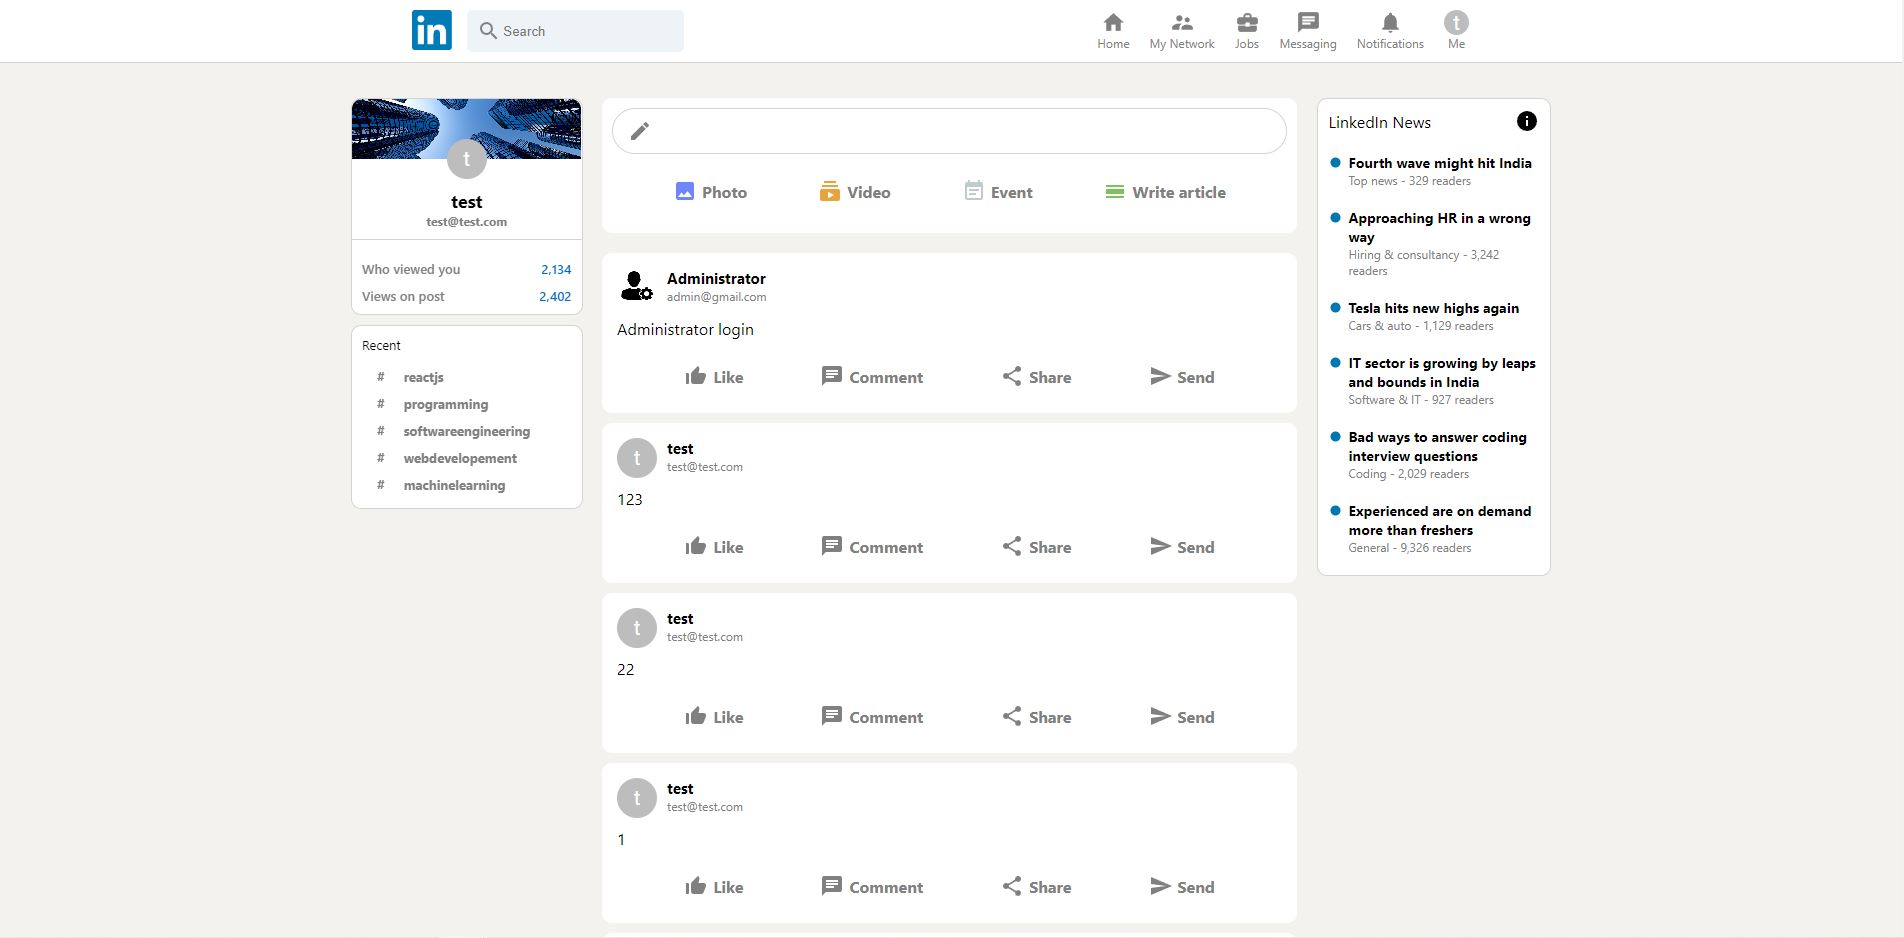 in
Search
Home
My Network
Jobs
Messaging
Notifications
t
Me
t
test
test@test.com
Who viewed you 2,134
Views on post 2,402
Recent
# reactjs
# programming
# softwareengineering
# webdevelopement
# machinelearning
Photo
Video
Event
Write article
Administrator
admin@gmail.com
Administrator login
Like
Comment
Share
Send
t
test
test@test.com
123
Like
Comment
Share
Send
t
test
test@test.com
22
Like
Comment
Share
Send
t
test
test@test.com
1
Like
Comment
Share
Send
LinkedIn News
Fourth wave might hit India
Top news - 329 readers
Approaching HR in a wrong
way
Hiring & consultancy - 3,242
readers
Tesla hits new highs again
Cars & auto - 1,129 readers
IT sector is growing by leaps
and bounds in India
Software & IT - 927 readers
Bad ways to answer coding
interview questions
Coding - 2,029 readers
Experienced are on demand
more than freshers
General - 9,326 readers